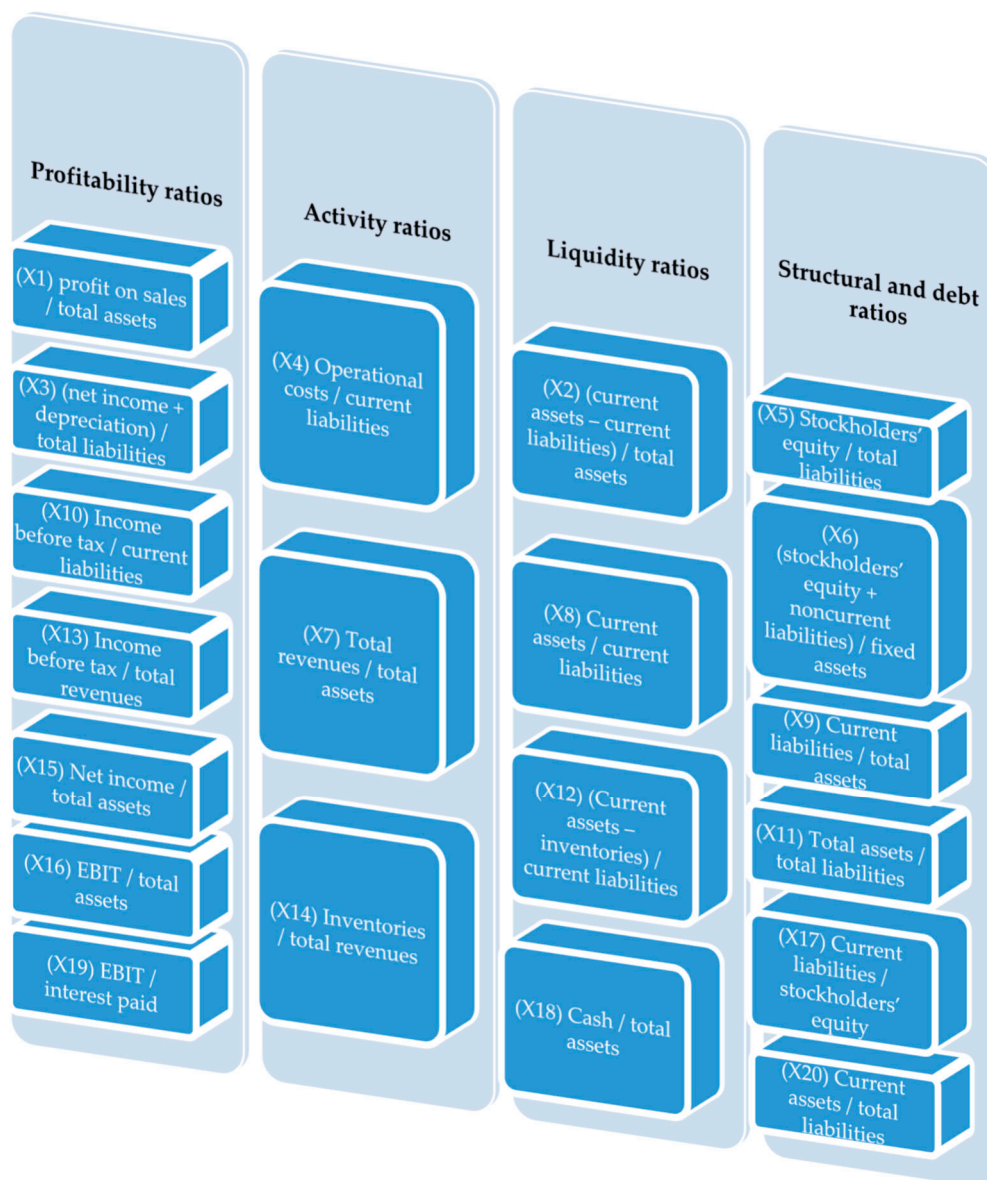 Profitability ratios
(X1) profit on sales
/ total assets
(X3) (net income +
depreciation) /
total liabilities
(X10) Income
before tax / current
liabilities
(X13) Income
before tax / total
revenues
(X15) Net income /
total assets
(X16) EBIT / total
assets
(X19) EBIT /
interest paid
Activity ratios
(X4) Operational
costs / current
liabilities
(X7) Total
revenues / total
assets
(X14) Inventories
/ total revenues
Liquidity ratios
(X2) (current
assets – current
liabilities) / total
assets
(X8) Current
assets / current
liabilities
(X12) (Current
assets –
inventories) /
current liabilities
(X18) Cash / total
assets
Structural and debt
ratios
(X5) Stockholders’
equity / total
liabilities
(X6)
(stockholders’
equity +
noncurrent
liabilities) / fixed
assets
(X9) Current
liabilities / total
assets
(X11) Total assets /
total liabilities
(X17) Current
liabilities /
stockholders’
equity
(X20) Current
assets / total
liabilities